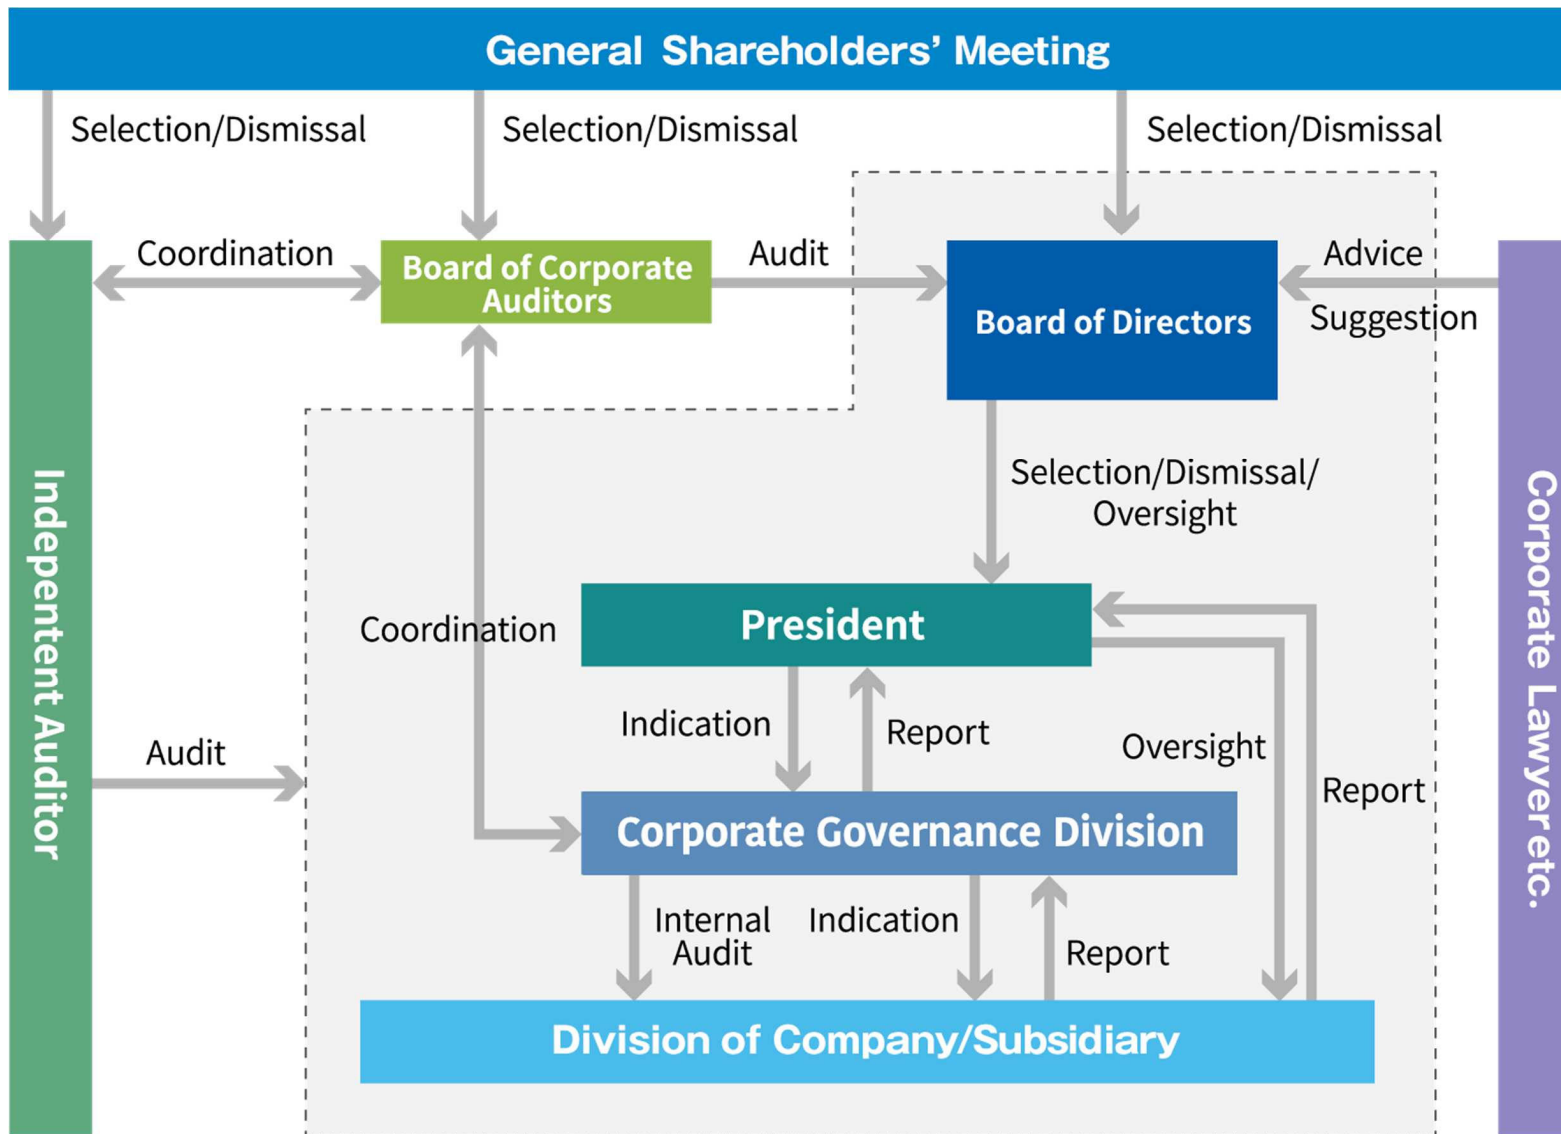 General Shareholders’ Meeting
Selection/Dismissal
Selection/Dismissal
Selection/Dismissal
Coordination
Board of Corporate
Auditors
Audit
Board of Directors
Advice
Suggestion
Selection/Dismissal/
Oversight
Indepentent Auditor
Corporate Lawyer etc.
President
Coordination
Indication
Report
Oversight
Report
Audit
Corporate Governance Division
Internal
Audit
Indication
Report
Division of Company/Subsidiary